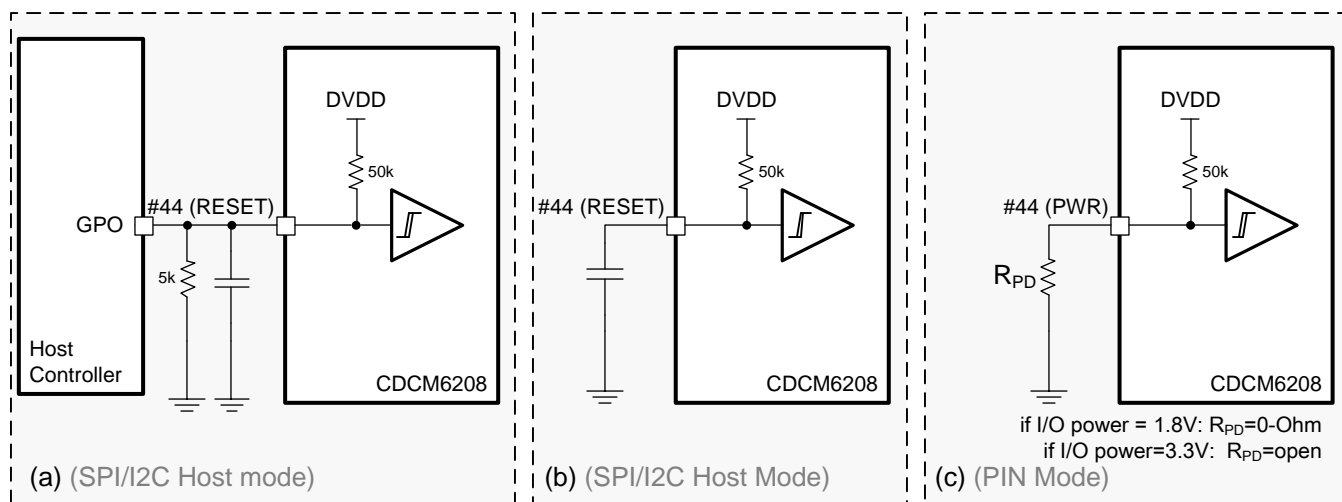 DVDD
50k
#44 (RESET)
GPO
5k
Host
Controller
CDCM6208
(a) (SPI/I2C Host mode)
DVDD
50k
#44 (RESET)
CDCM6208
(b) (SPI/I2C Host Mode)
DVDD
50k
#44 (PWR)
RPD
CDCM6208
if I/O power = 1.8V: RPD=0-Ohm
if I/O power=3.3V: RPD=open
(c) (PIN Mode)